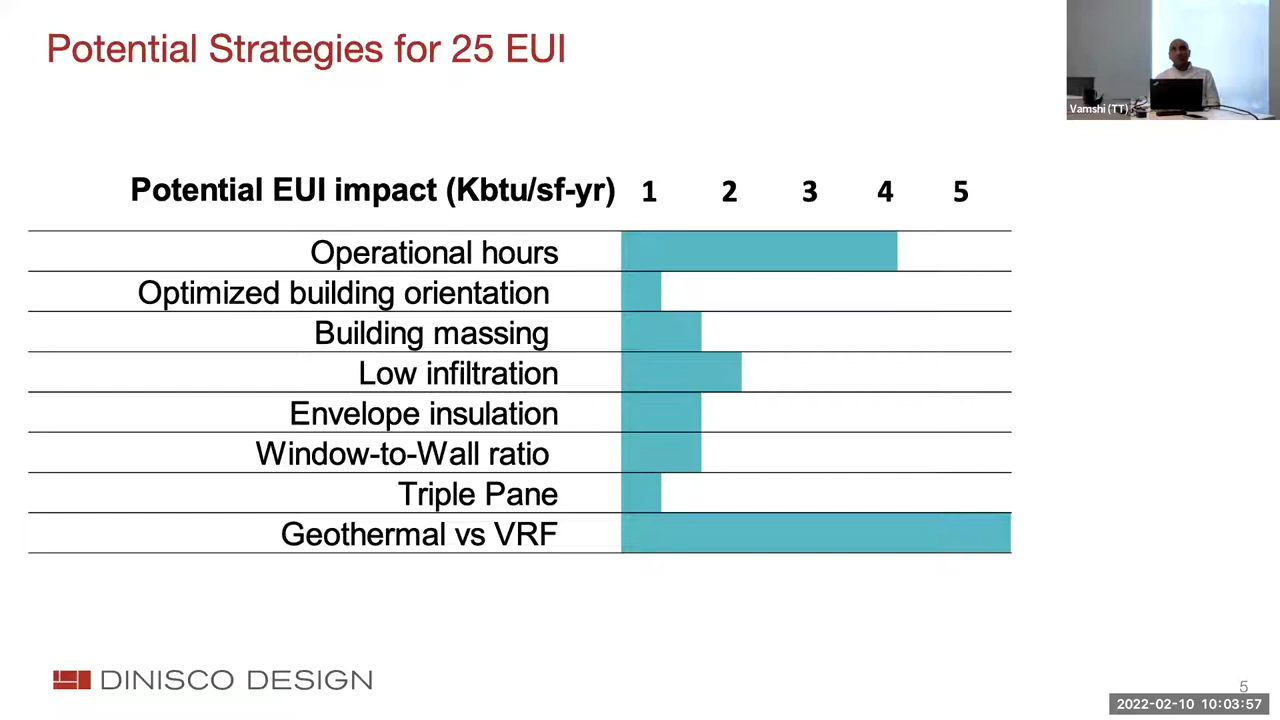 Potential Strategies for 25 EUI
Vamshi (TT)
Potential EUI impact (Kbtu/sf-yr) 1 2 3 4 5
Operational hours
Optimized building orientation
Building massing
Low infiltration
Envelope insulation
Window-to-Wall ratio
Triple Pane
Geothermal vs VRF
DINISCO DESIGN
5
2022-02-10 10:03:57